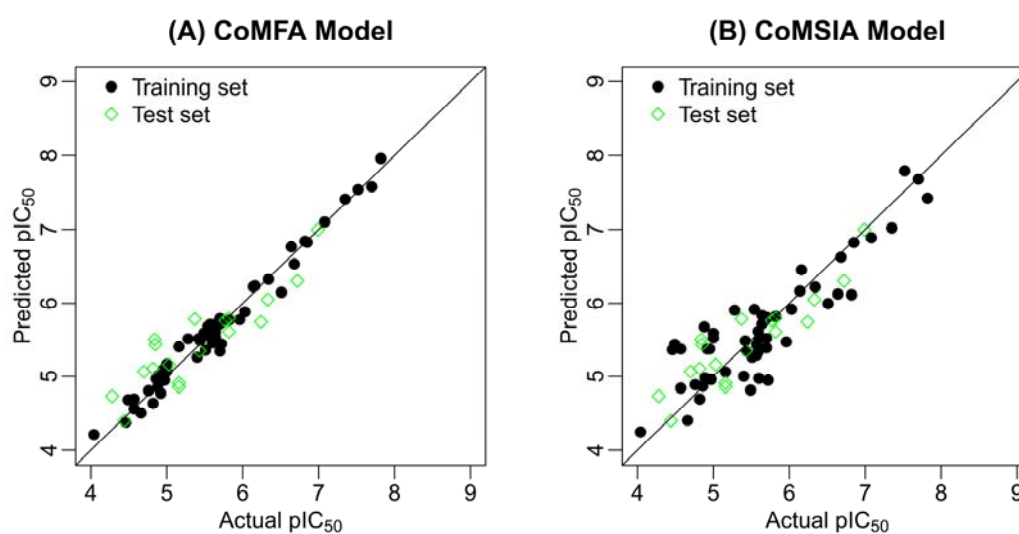 (A) CoMFA Model
Training set
Test set
Predicted pIC50
9
8
7
6
5
4
4 5 6 7 8 9
Actual pIC50
(B) CoMSIA Model
Training set
Test set
Predicted pIC50
9
8
7
6
5
4
4 5 6 7 8 9
Actual pIC50